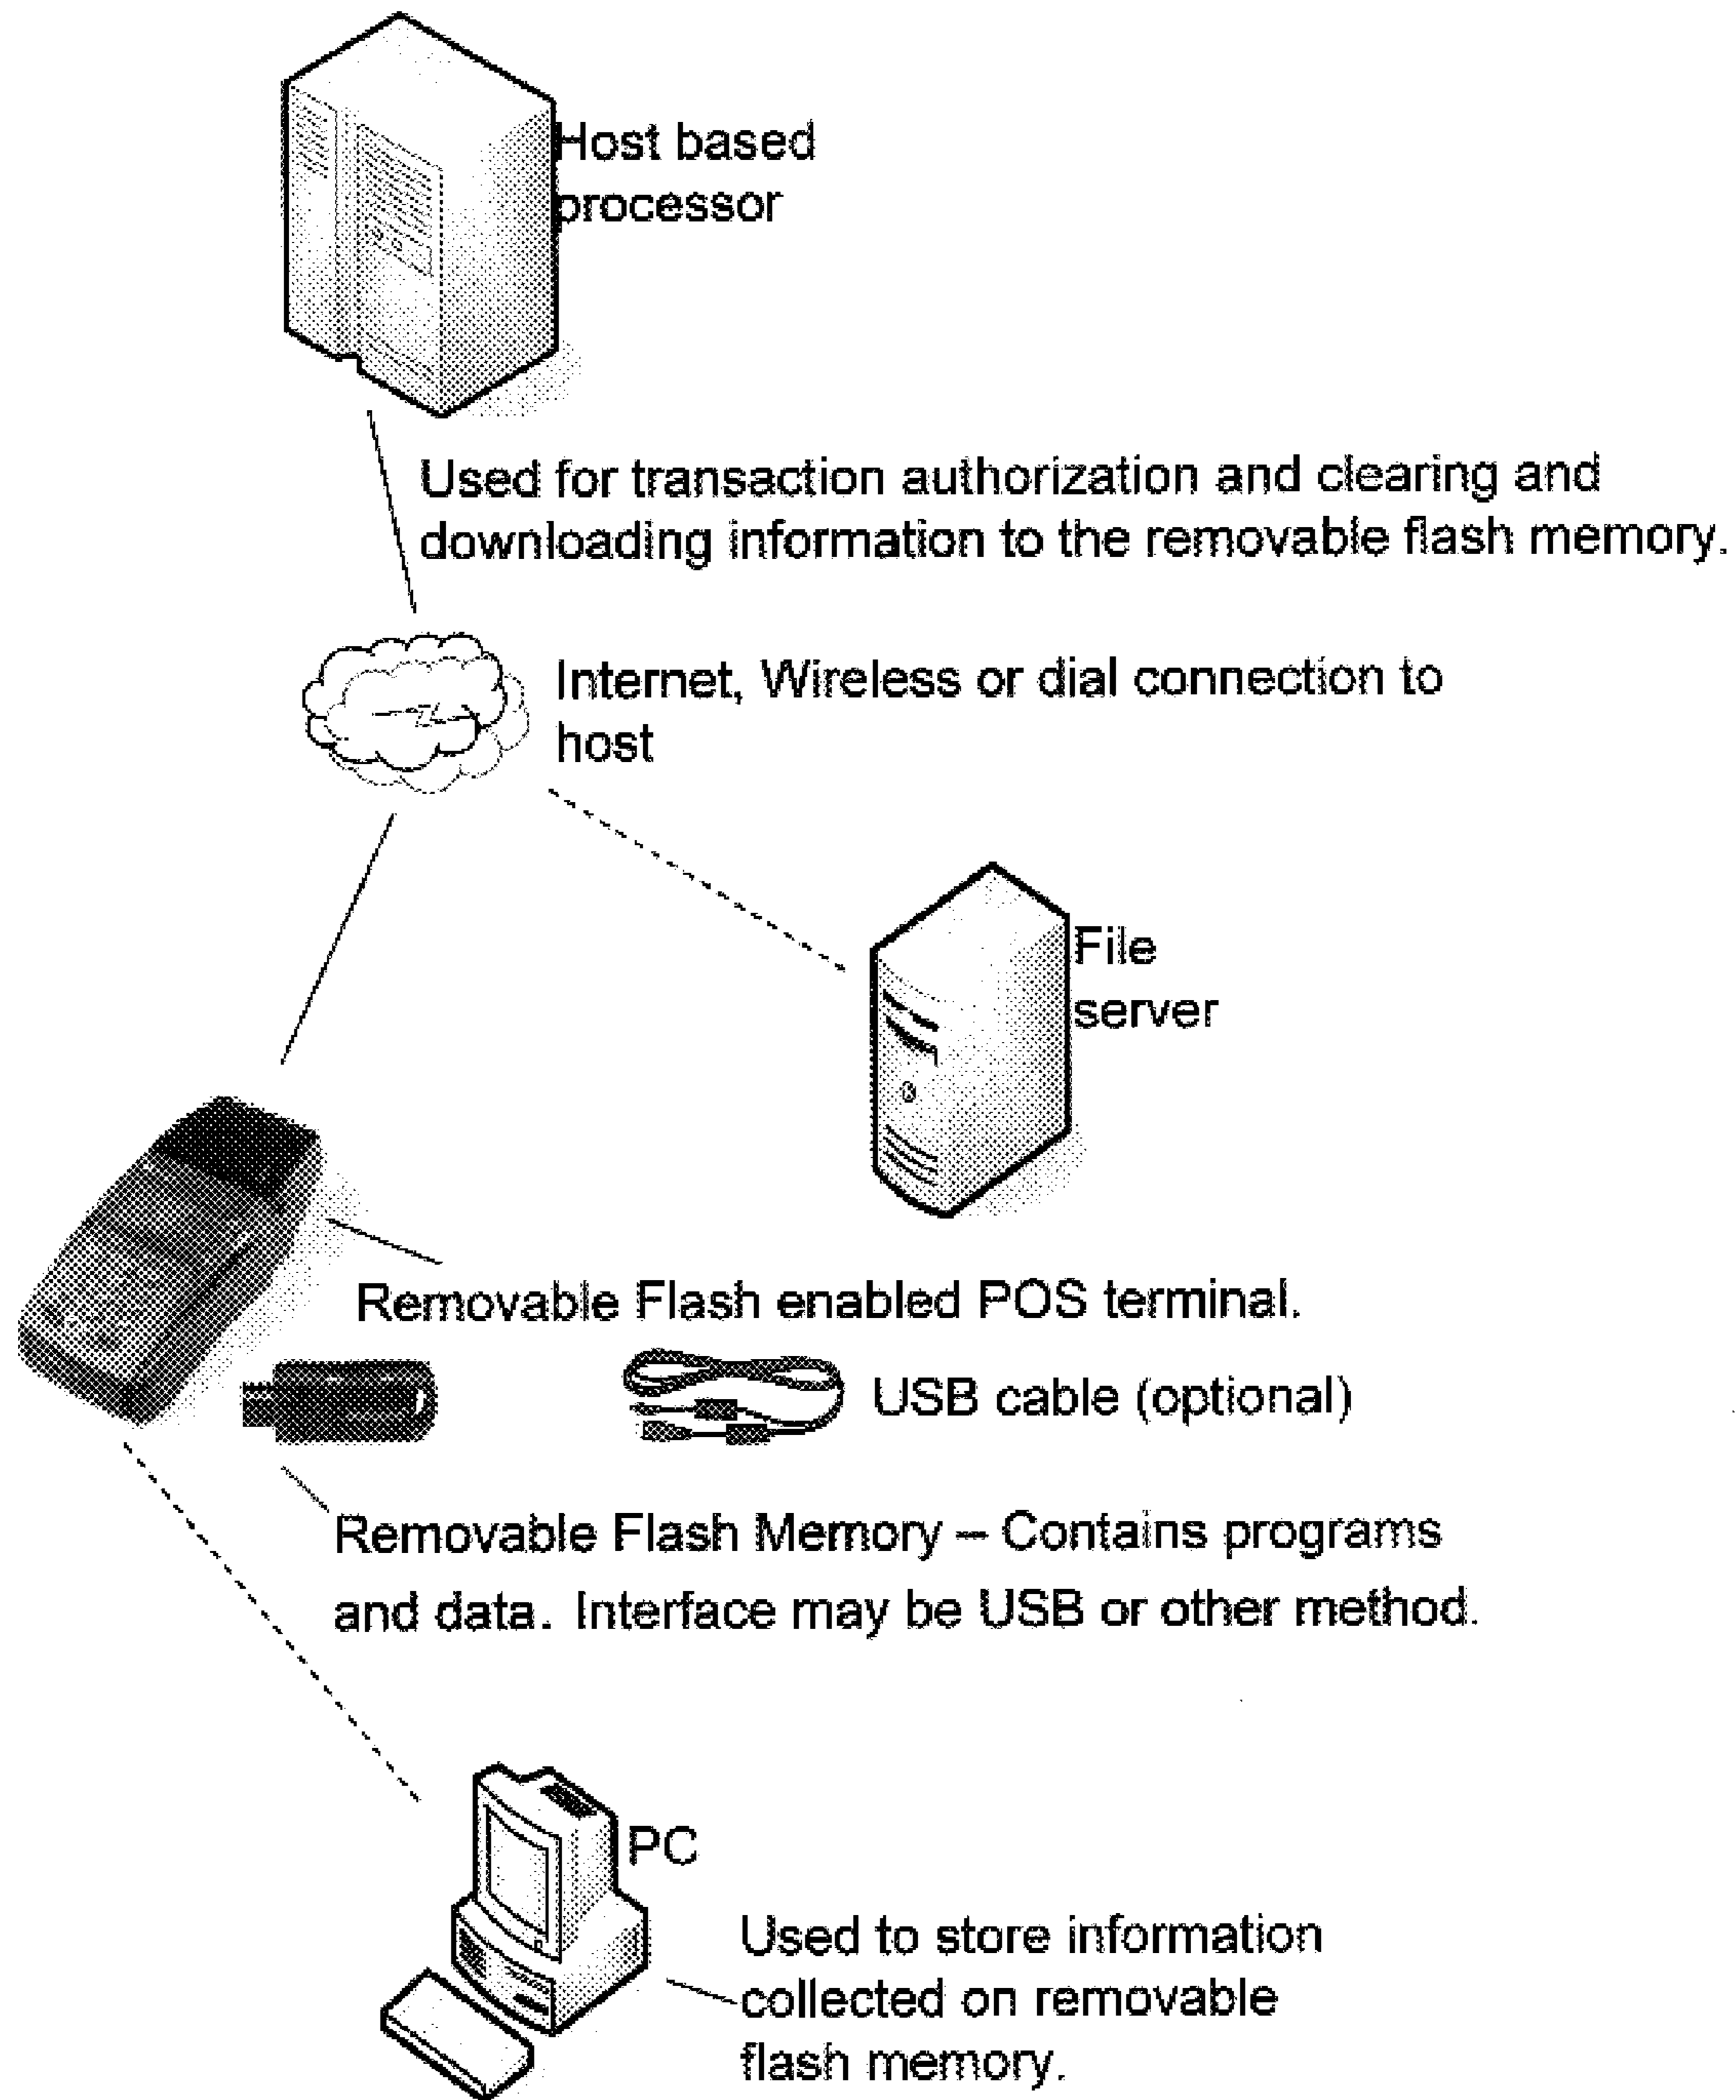 Host based
processor
Used for transaction authorization and clearing and
downloading information to the removable flash memory.
Internet, Wireless or dial connection to
host
File
server
Removable Flash enabled POS terminal.
USB cable (optional)
Removable Flash Memory – Contains programs
and data. Interface may be USB or other method.
PC
Used to store information
collected on removable
flash memory.